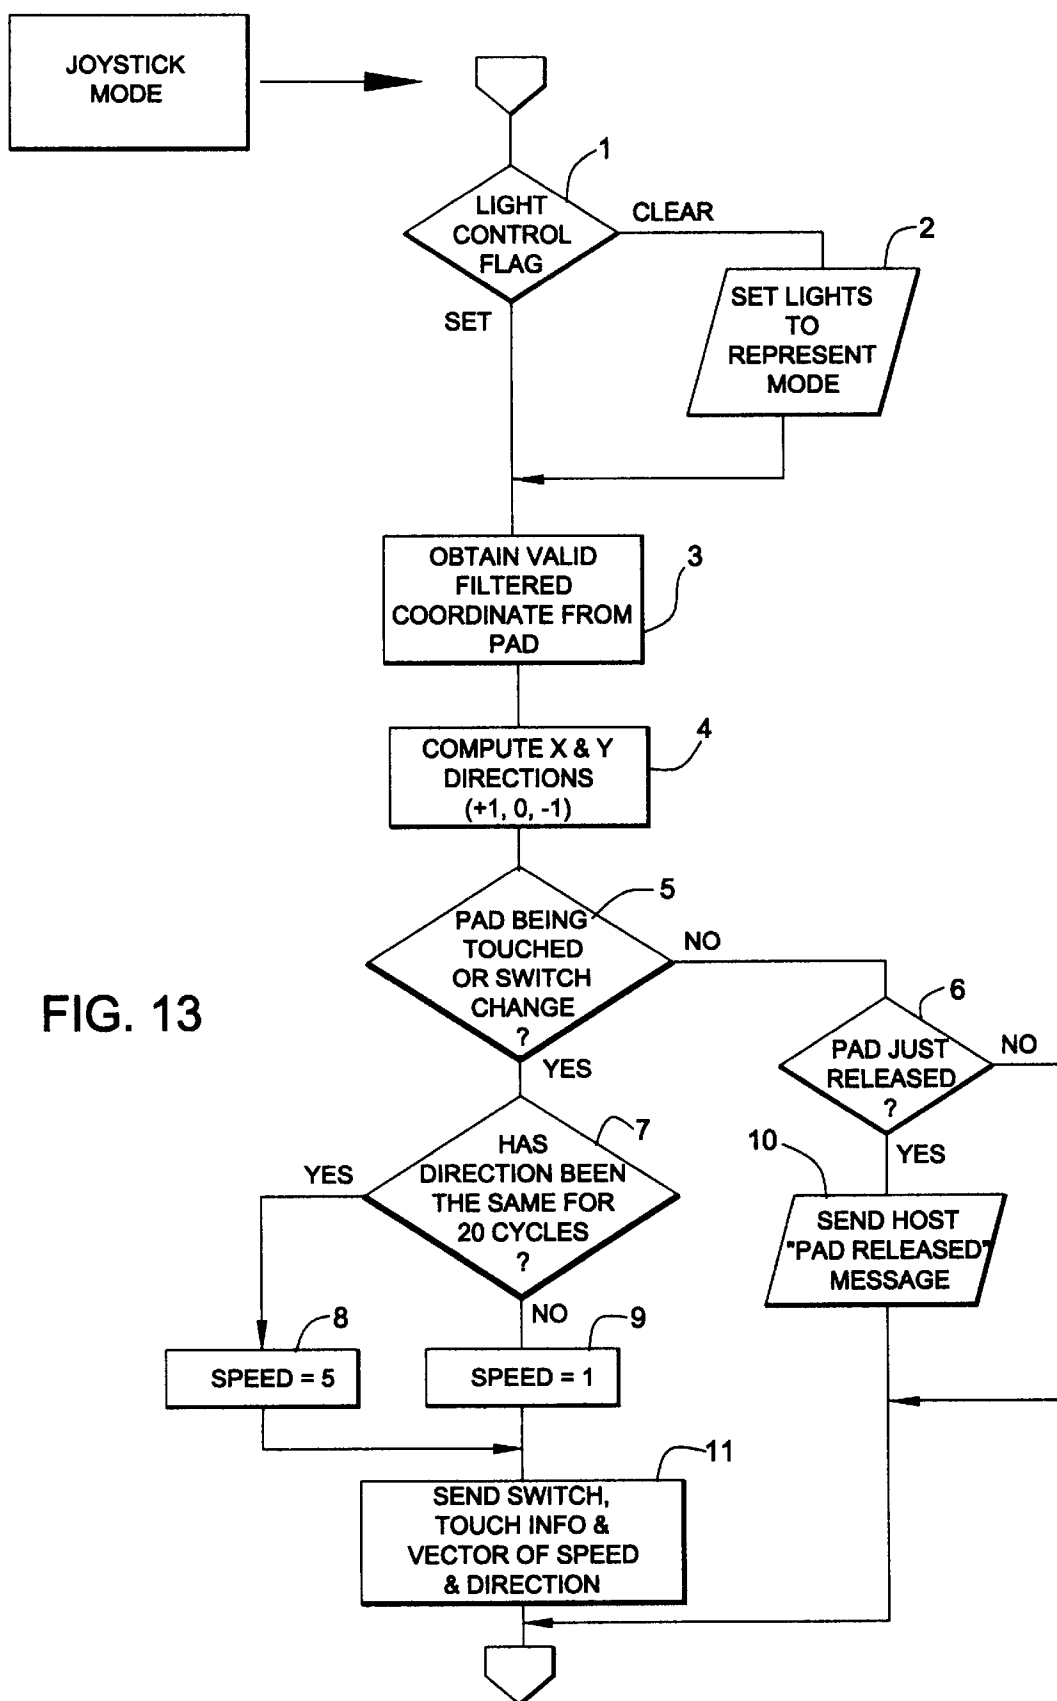 JOYSTICK
MODE
1
LIGHT
CONTROL
FLAG
CLEAR
SET
2
SET LIGHTS
TO
REPRESENT
MODE
OBTAIN VALID
FILTERED
COORDINATE FROM
PAD
3
COMPUTE X & Y
DIRECTIONS
(+1, 0, -1)
4
PAD BEING
TOUCHED
OR SWITCH
CHANGE
?
5
NO
YES
FIG. 13
6
PAD JUST
RELEASED
?
NO
YES
7
HAS
DIRECTION BEEN
THE SAME FOR
20 CYCLES
?
YES
NO
10
SEND HOST
"PAD RELEASED"
MESSAGE
8
SPEED = 5
9
SPEED = 1
11
SEND SWITCH,
TOUCH INFO &
VECTOR OF SPEED
& DIRECTION